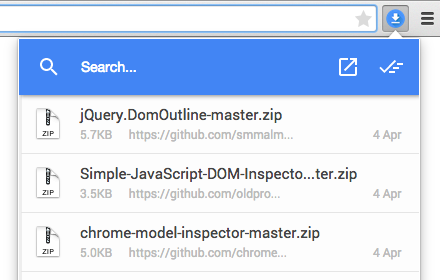 Search...
jQuery.DomOutline-master.zip
ZIP
5.7KB https://github.com/smmalm... 4 Apr
Simple-JavaScript-DOM-Inspecto...ter.zip
ZIP
3.5KB https://github.com/oldpro... 4 Apr
chrome-model-inspector-master.zip
ZIP
5.0KB https://github.com/chrome... 4 Apr